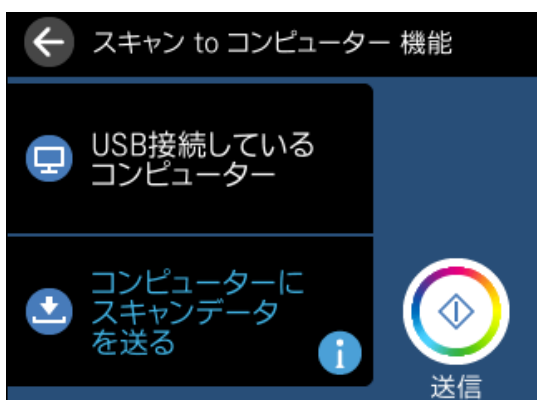 スキャン to コンピューター 機能
USB接続している
コンピューター
コンピューターに
スキャンデータ
を送る
i
送信